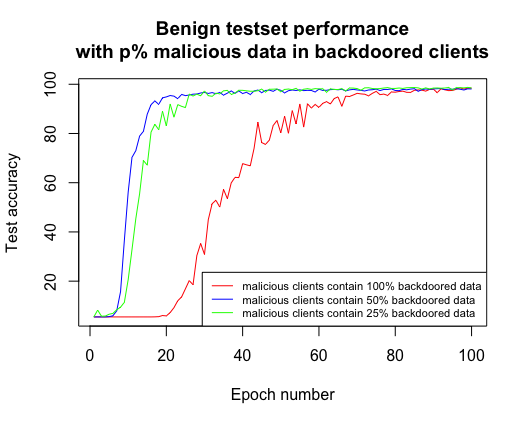 Benign testset performance
with p% malicious data in backdoored clients
Test accuracy
100
80
60
40
20
malicious clients contain 100% backdoored data
malicious clients contain 50% backdoored data
malicious clients contain 25% backdoored data
0 20 40 60 80 100
Epoch number